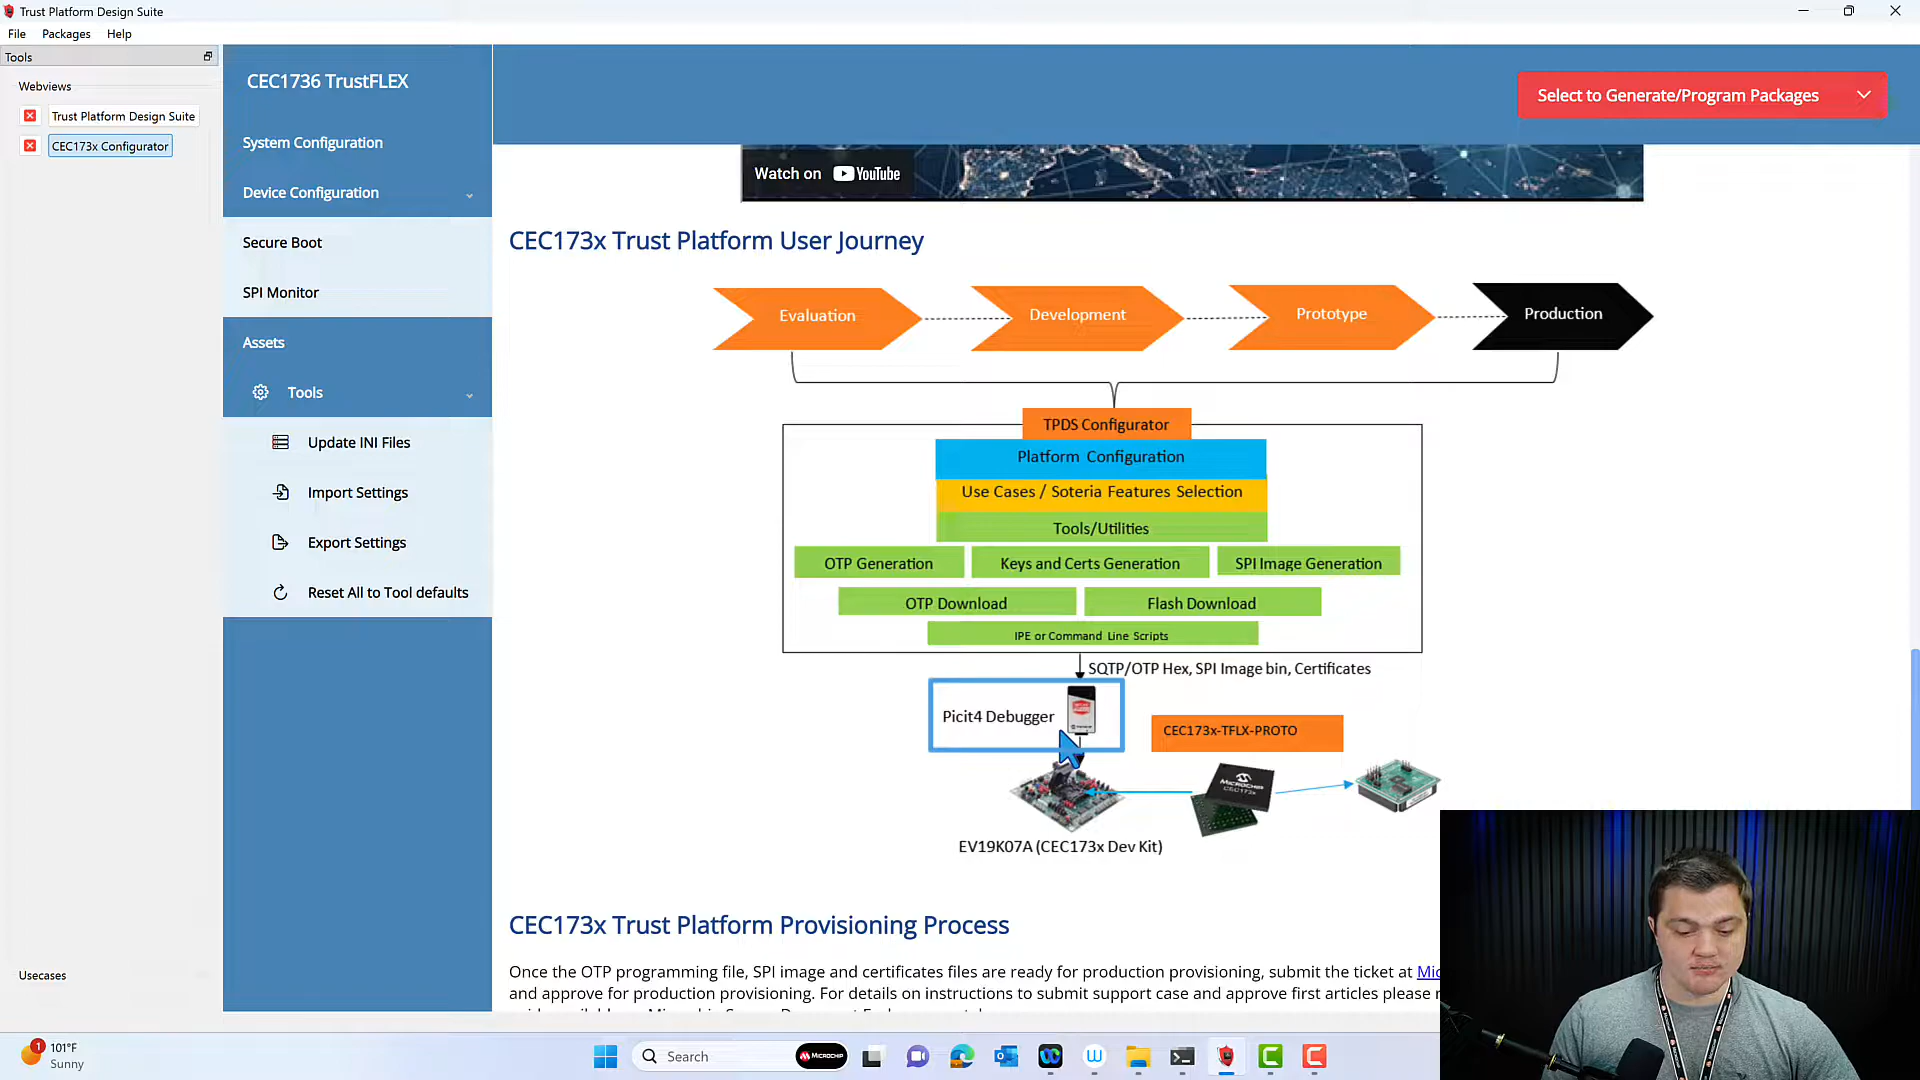 Trust Platform Design Suite
File Packages Help
Tools
Webviews
Trust Platform Design Suite
CEC173x Configurator
Usecases
CEC1736 TrustFLEX
System Configuration
Device Configuration
Secure Boot
SPI Monitor
Assets
Tools
Update INI Files
Import Settings
Export Settings
Reset All to Tool defaults
Select to Generate/Program Packages
Watch on YouTube
CEC173x Trust Platform User Journey
Evaluation
Development
Prototype
Production
TPDS Configurator
Platform Configuration
Use Cases / Soteria Features Selection
Tools/Utilities
OTP Generation
Keys and Certs Generation
SPI Image Generation
OTP Download
Flash Download
IPE or Command Line Scripts
SQTP/OTP Hex, SPI Image bin, Certificates
Picit4 Debugger
CEC173x-TFLX-PROTO
MICROCHIP
CEC173x
EV19K07A (CEC173x Dev Kit)
CEC173x Trust Platform Provisioning Process
Once the OTP programming file, SPI image and certificates files are ready for production provisioning, submit the ticket at Mic
and approve for production provisioning. For details on instructions to submit support case and approve first articles please
1
101°F
Sunny
Search
MICROCHIP